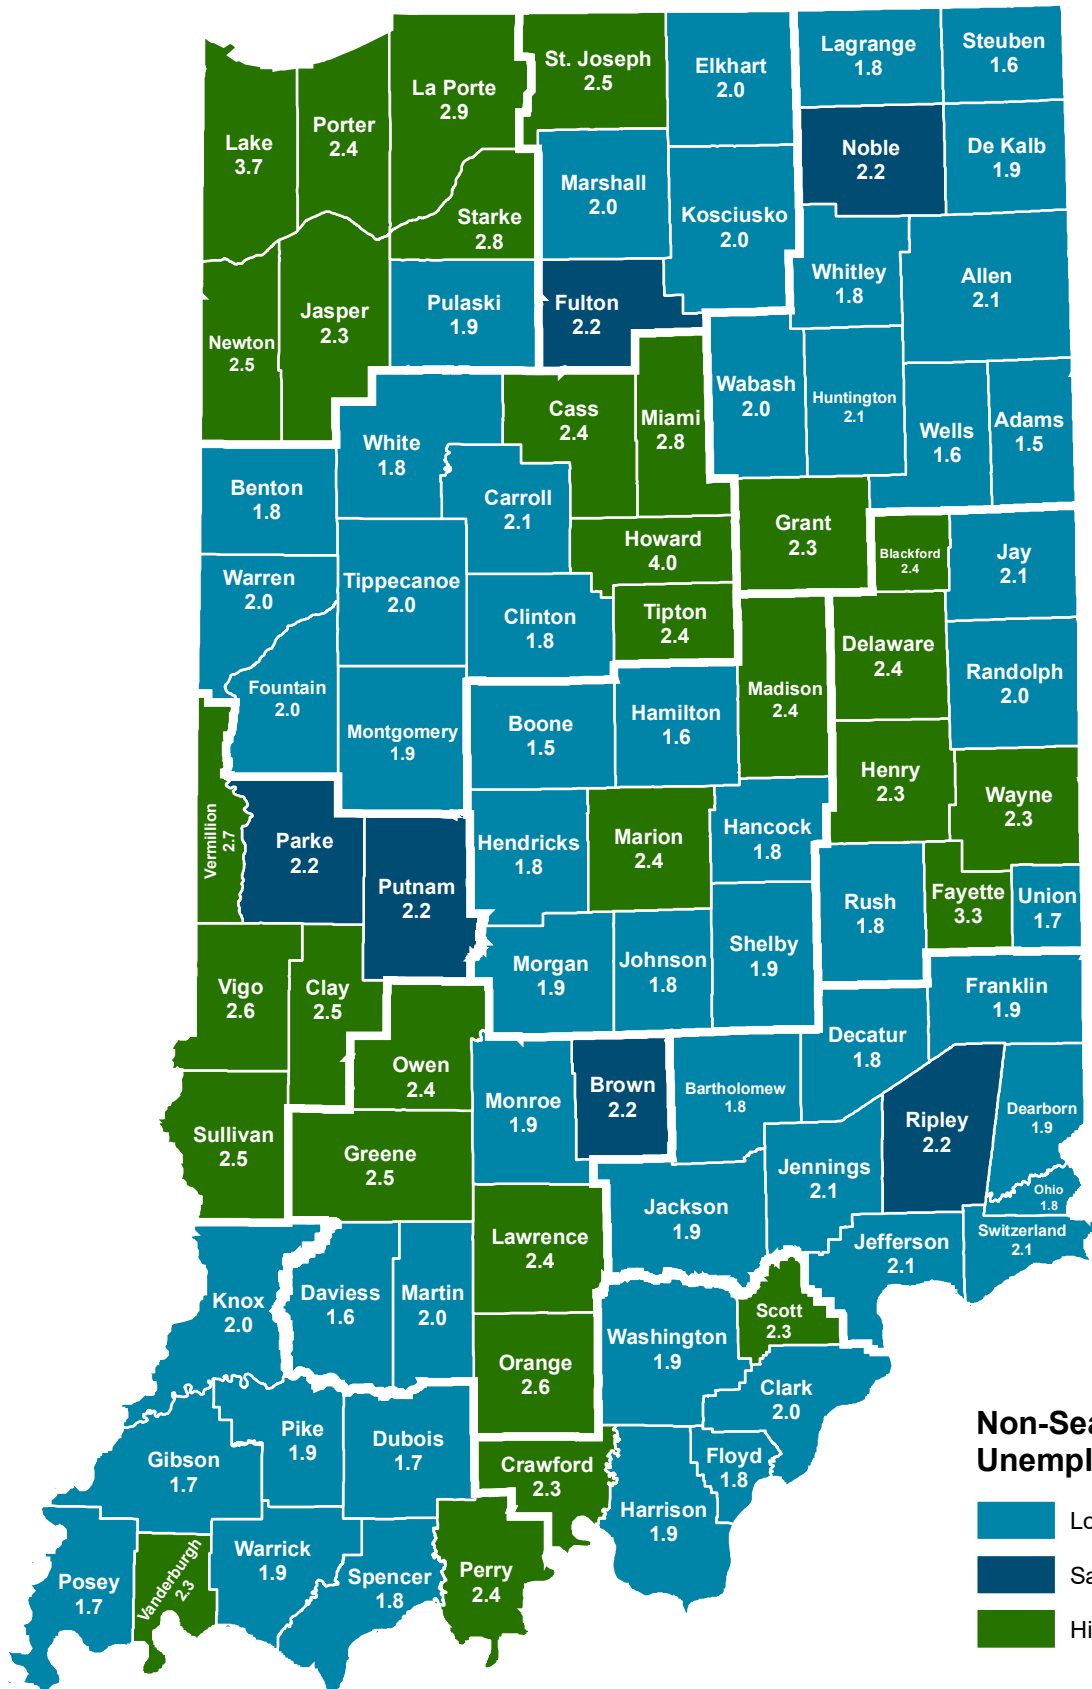 St. Joseph
2.5
Elkhart
2.0
Lagrange
1.8
Steuben
1.6
La Porte
2.9
Porter
2.4
Lake
3.7
Noble
2.2
De Kalb
1.9
Marshall
2.0
Kosciusko
2.0
Starke
2.8
Whitley
1.8
Allen
2.1
Pulaski
1.9
Fulton
2.2
Jasper
2.3
Newton
2.5
Wabash
2.0
Huntington
2.1
Cass
2.4
Miami
2.8
Wells
1.6
Adams
1.5
White
1.8
Benton
1.8
Carroll
2.1
Grant
2.3
Blackford
2.4
Jay
2.1
Howard
4.0
Warren
2.0
Tippecanoe
2.0
Clinton
1.8
Tipton
2.4
Delaware
2.4
Randolph
2.0
Fountain
2.0
Montgomery
1.9
Boone
1.5
Hamilton
1.6
Madison
2.4
Henry
2.3
Wayne
2.3
Vermillion
2.7
Parke
2.2
Putnam
2.2
Hendricks
1.8
Marion
2.4
Hancock
1.8
Rush
1.8
Fayette
3.3
Union
1.7
Vigo
2.6
Clay
2.5
Morgan
1.9
Johnson
1.8
Shelby
1.9
Franklin
1.9
Decatur
1.8
Owen
2.4
Monroe
1.9
Brown
2.2
Bartholomew
1.8
Ripley
2.2
Dearborn
1.9
Sullivan
2.5
Greene
2.5
Jennings
2.1
Ohio
1.8
Jackson
1.9
Lawrence
2.4
Jefferson
2.1
Switzerland
2.1
Knox
2.0
Daviess
1.6
Martin
2.0
Scott
2.3
Washington
1.9
Orange
2.6
Clark
2.0
Pike
1.9
Dubois
1.7
Gibson
1.7
Crawford
2.3
Floyd
1.8
Harrison
1.9
Posey
1.7
Vanderburgh
2.3
Warrick
1.9
Spencer
1.8
Perry
2.4
Non-Sea
Unempl
Lo
Sa
Hi